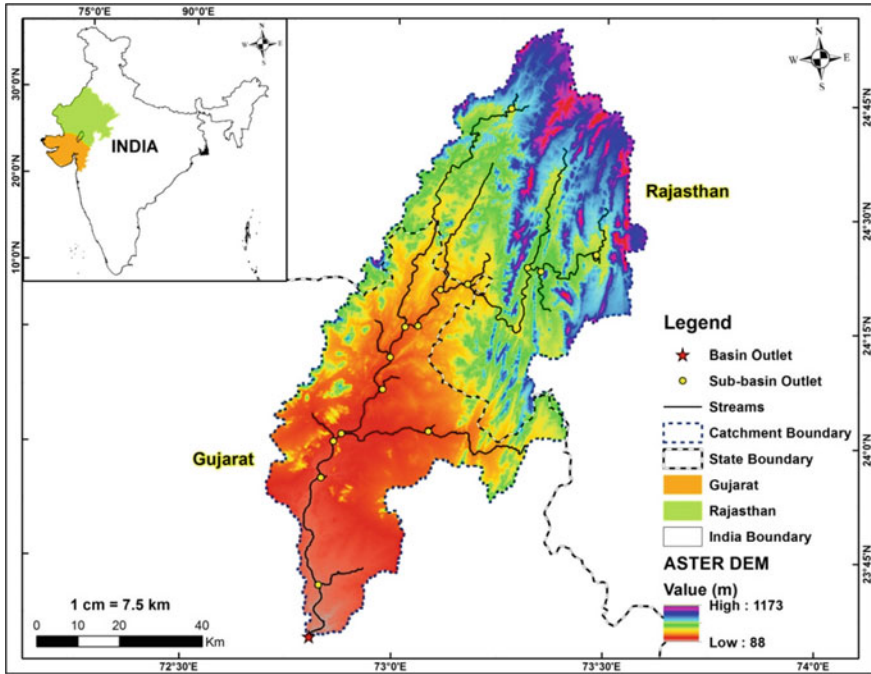 75°0'E
90°0'E
N
W
E
S
30°0'N
20°0'N
10°0'N
INDIA
N
W
E
S
24°45'N
24°30'N
24°15'N
24°0'N
23°45'N
Rajasthan
Gujarat
Legend
Basin Outlet
Sub-basin Outlet
Streams
Catchment Boundary
State Boundary
Gujarat
Rajasthan
India Boundary
ASTER DEM
Value (m)
High : 1173
Low : 88
1 cm = 7.5 km
0 10 20 40
Km
72°30'E
73°0'E
73°30'E
74°0'E